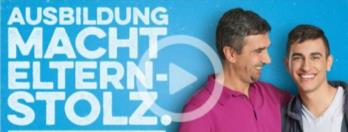 AUSBILDUNG
MACHT
ELTERN-
STOLZ.